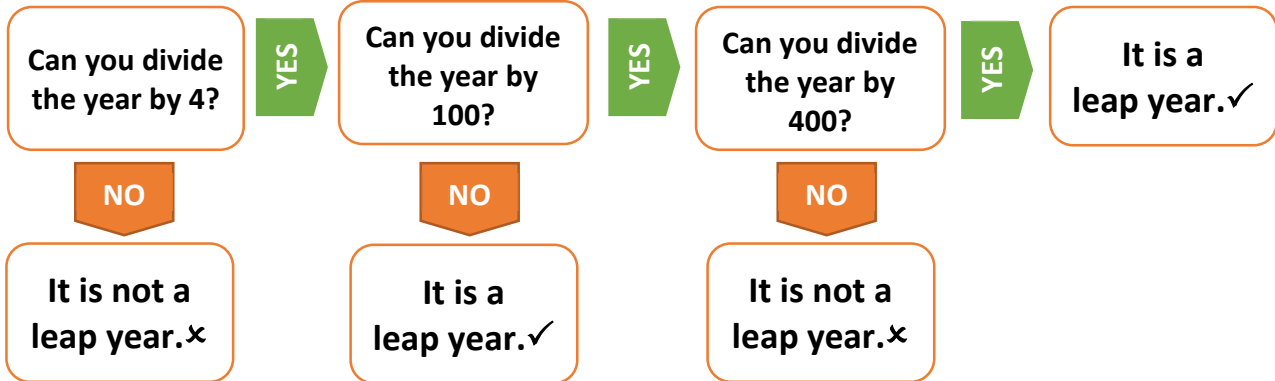 Can you divide
the year by 4?
YES
Can you divide
the year by
100?
YES
Can you divide
the year by
400?
YES
It is a
leap year.✓
NO
NO
NO
It is not a
leap year.✗
It is a
leap year.✓
It is not a
leap year.✗